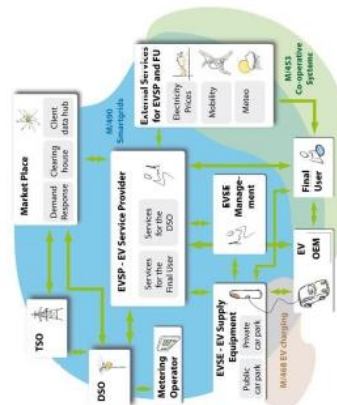 TSO
DSO
Metering
Operator
Market Place
Demand
Response
Clearing
house
Client
data hub
M/490
Smartgrids
EVSP - EV Service Provider
Services for the
Final User
Services
for the
DSO
External Services
for EVSP and FU
Electricity
Prices
Mobility
Meteo
M/453
Co-operative
Systems
EVSE
Manage-
ment
EVSE - EV Supply
Equipment
Public
car park
Private
car park
M/468 EV charging
EV
OEM
Final
User